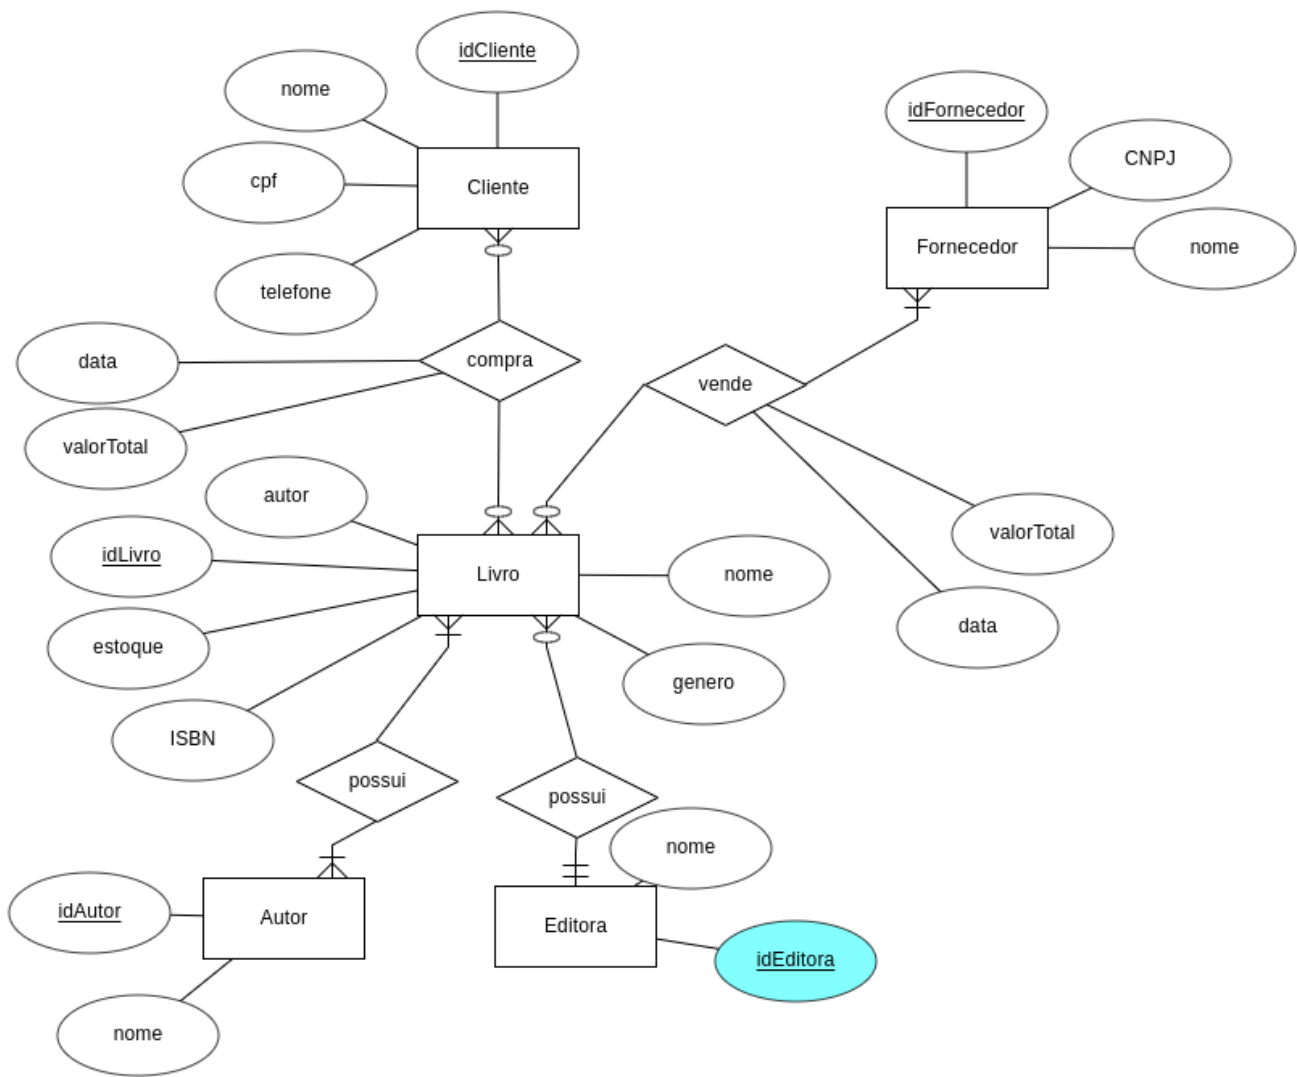 idCliente
nome
idFornecedor
CNPJ
cpf
Cliente
Fornecedor
nome
telefone
data
compra
vende
valorTotal
autor
valorTotal
idLivro
Livro
nome
data
estoque
genero
ISBN
possui
possui
nome
idAutor
Autor
Editora
idEditora
nome